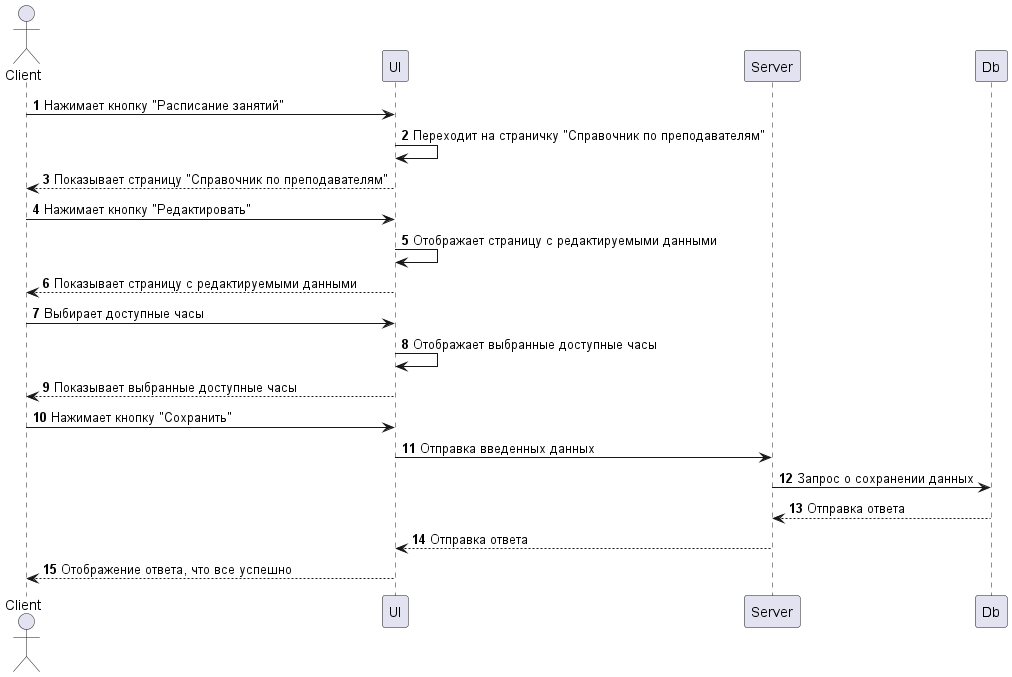 Client
UI
Server
Db
1 Нажимает кнопку "Расписание занятий"
2 Переходит на страничку "Справочник по преподавателям"
3 Показывает страницу "Справочник по преподавателям"
4 Нажимает кнопку "Редактировать"
5 Отображает страницу с редактируемыми данными
6 Показывает страницу с редактируемыми данными
7 Выбирает доступные часы
8 Отображает выбранные доступные часы
9 Показывает выбранные доступные часы
10 Нажимает кнопку "Сохранить"
11 Отправка введенных данных
12 Запрос о сохранении данных
13 Отправка ответа
14 Отправка ответа
15 Отображение ответа, что все успешно
Client
UI
Server
Db